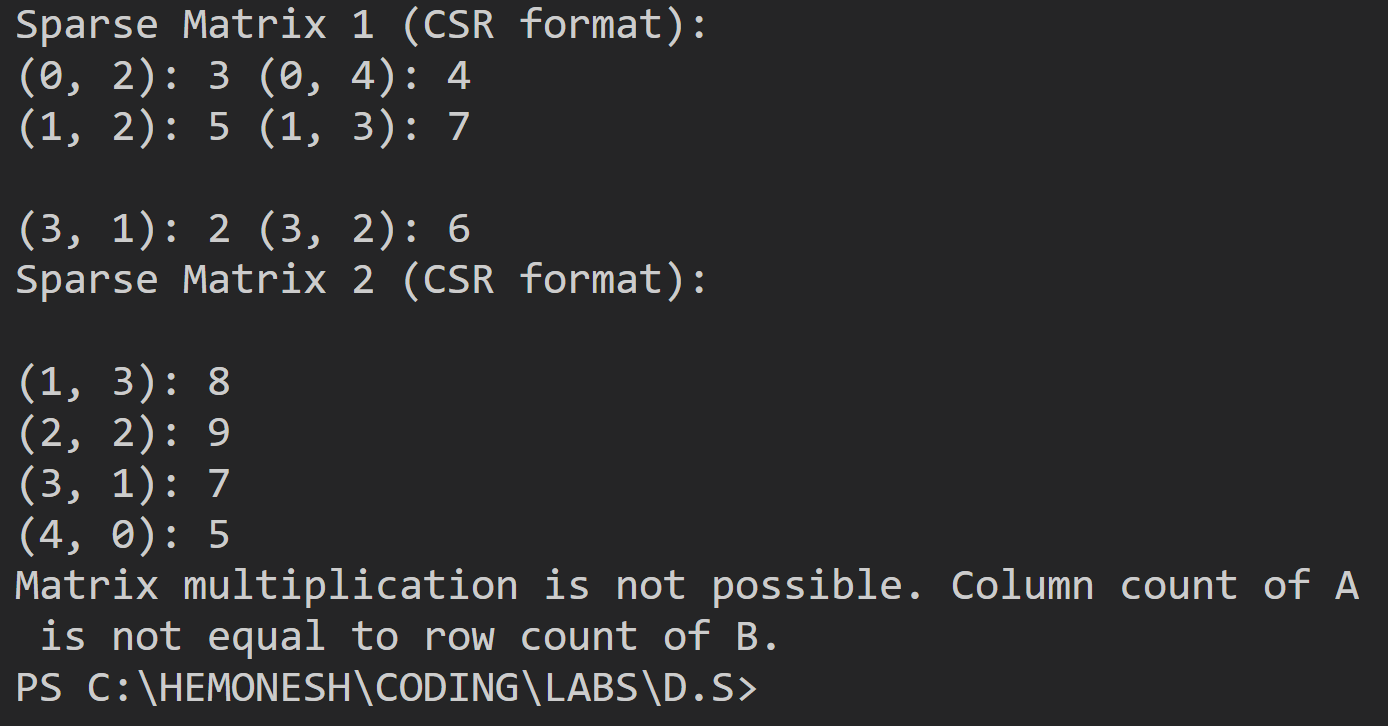 Sparse Matrix 1 (CSR format):
(0, 2): 3 (0, 4): 4
(1, 2): 5 (1, 3): 7
(3, 1): 2 (3, 2): 6
Sparse Matrix 2 (CSR format):
(1, 3): 8
(2, 2): 9
(3, 1): 7
(4, 0): 5
Matrix multiplication is not possible. Column count of A
 is not equal to row count of B.
PS C:\HEMONESH\CODING\LABS\D.S>